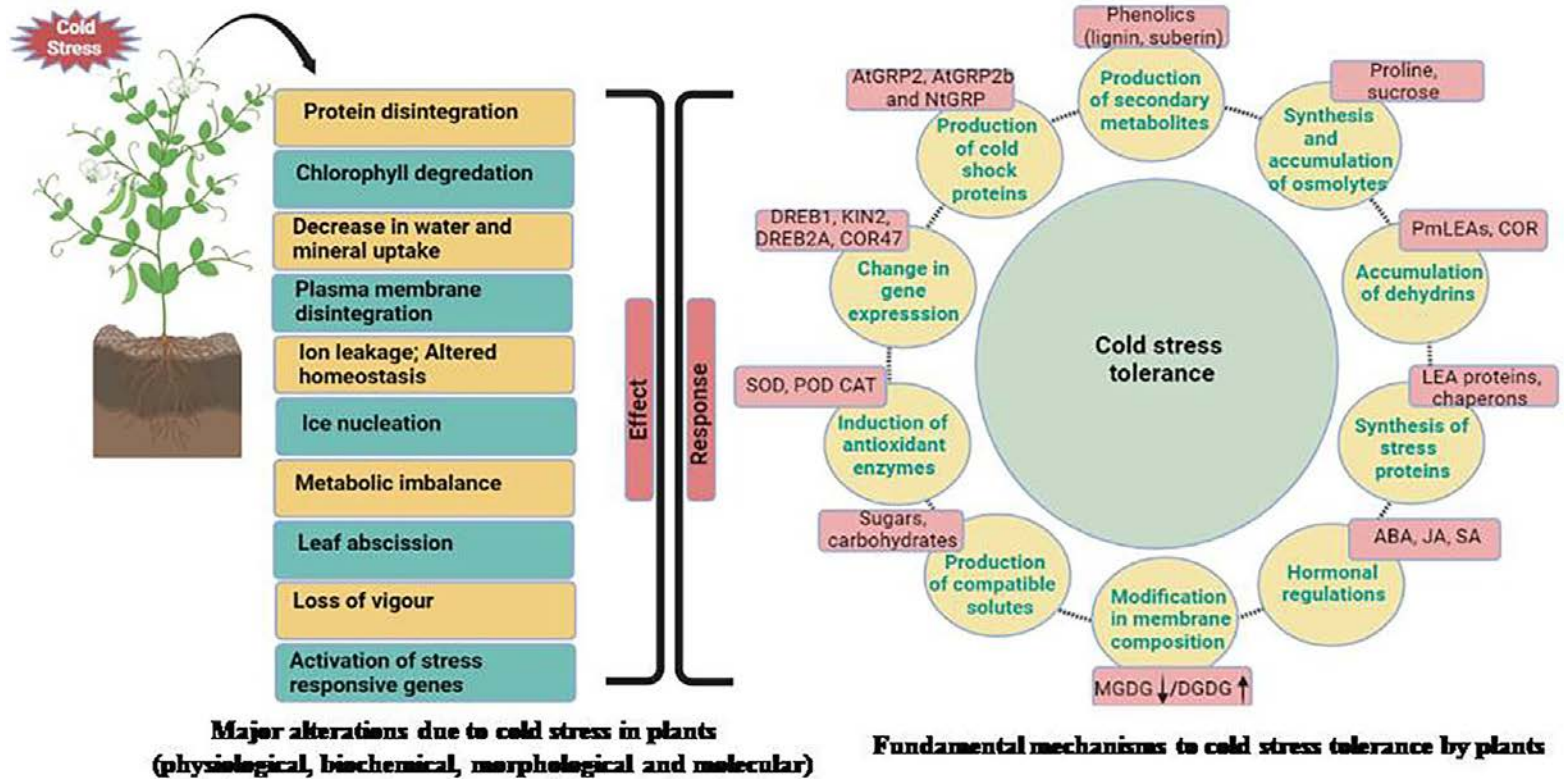 Cold
Stress
Protein disintegration
Chlorophyll degredation
Decrease in water and
mineral uptake
Plasma membrane
disintegration
Ion leakage; Altered
homeostasis
Ice nucleation
Metabolic imbalance
Leaf abscission
Loss of vigour
Activation of stress
responsive genes
Effect
Response
Major alterations due to cold stress in plants
(physiological, biochemical, morphological and molecular)
Phenolics
(lignin, suberin)
Production
of secondary
metabolites
Proline,
sucrose
Synthesis
and
accumulation
of osmolytes
PmLEAs, COR
Accumulation
of dehydrins
LEA proteins,
chaperons
Synthesis of
stress
proteins
ABA, JA, SA
Hormonal
regulations
Modification
in membrane
composition
MGDG ↓/DGDG ↑
Sugars,
carbohydrates
Production
of compatible
solutes
SOD, POD CAT
Induction of
antioxidant
enzymes
DREB1, KIN2,
DREB2A, COR47
Change in
gene
expresssion
AtGRP2, AtGRP2b
and NtGRP
Production
of cold
shock
proteins
Cold stress
tolerance
Fundamental mechanisms to cold stress tolerance by plants